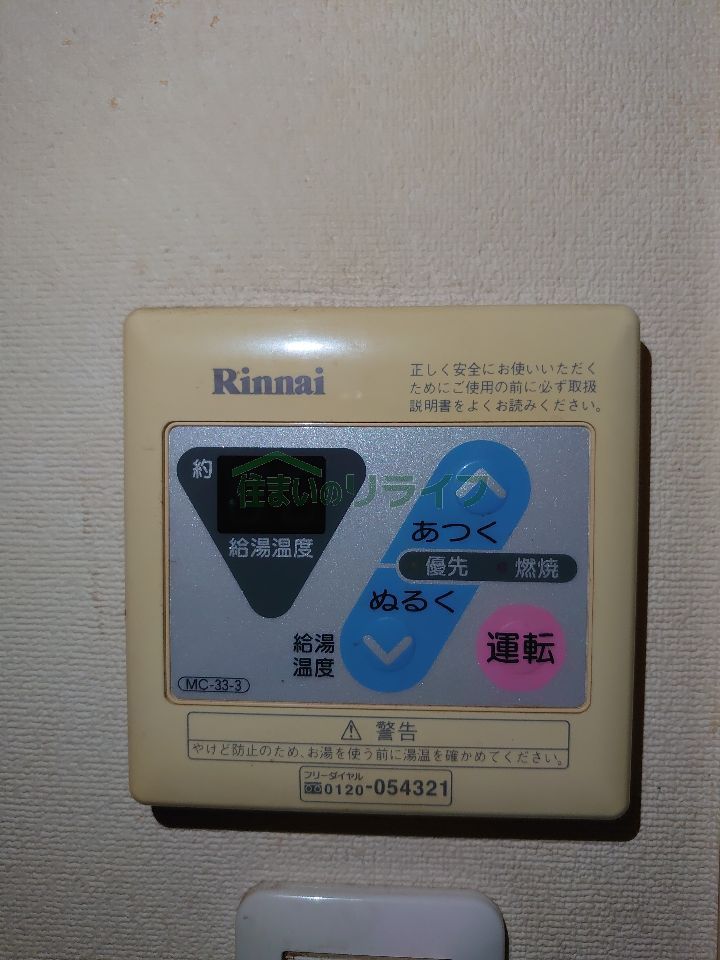 Rinnai
正しく安全にお使いいただく
ためにご使用の前に必ず取扱
説明書をよくお読みください。
約
住まいのリライフ
給湯温度
あつく
優先 燃焼
ぬるく
給湯
温度
運転
MC-33-3
警告
やけど防止のため、お湯を使う前に湯温を確かめてください。
フリーダイヤル
0120-054321